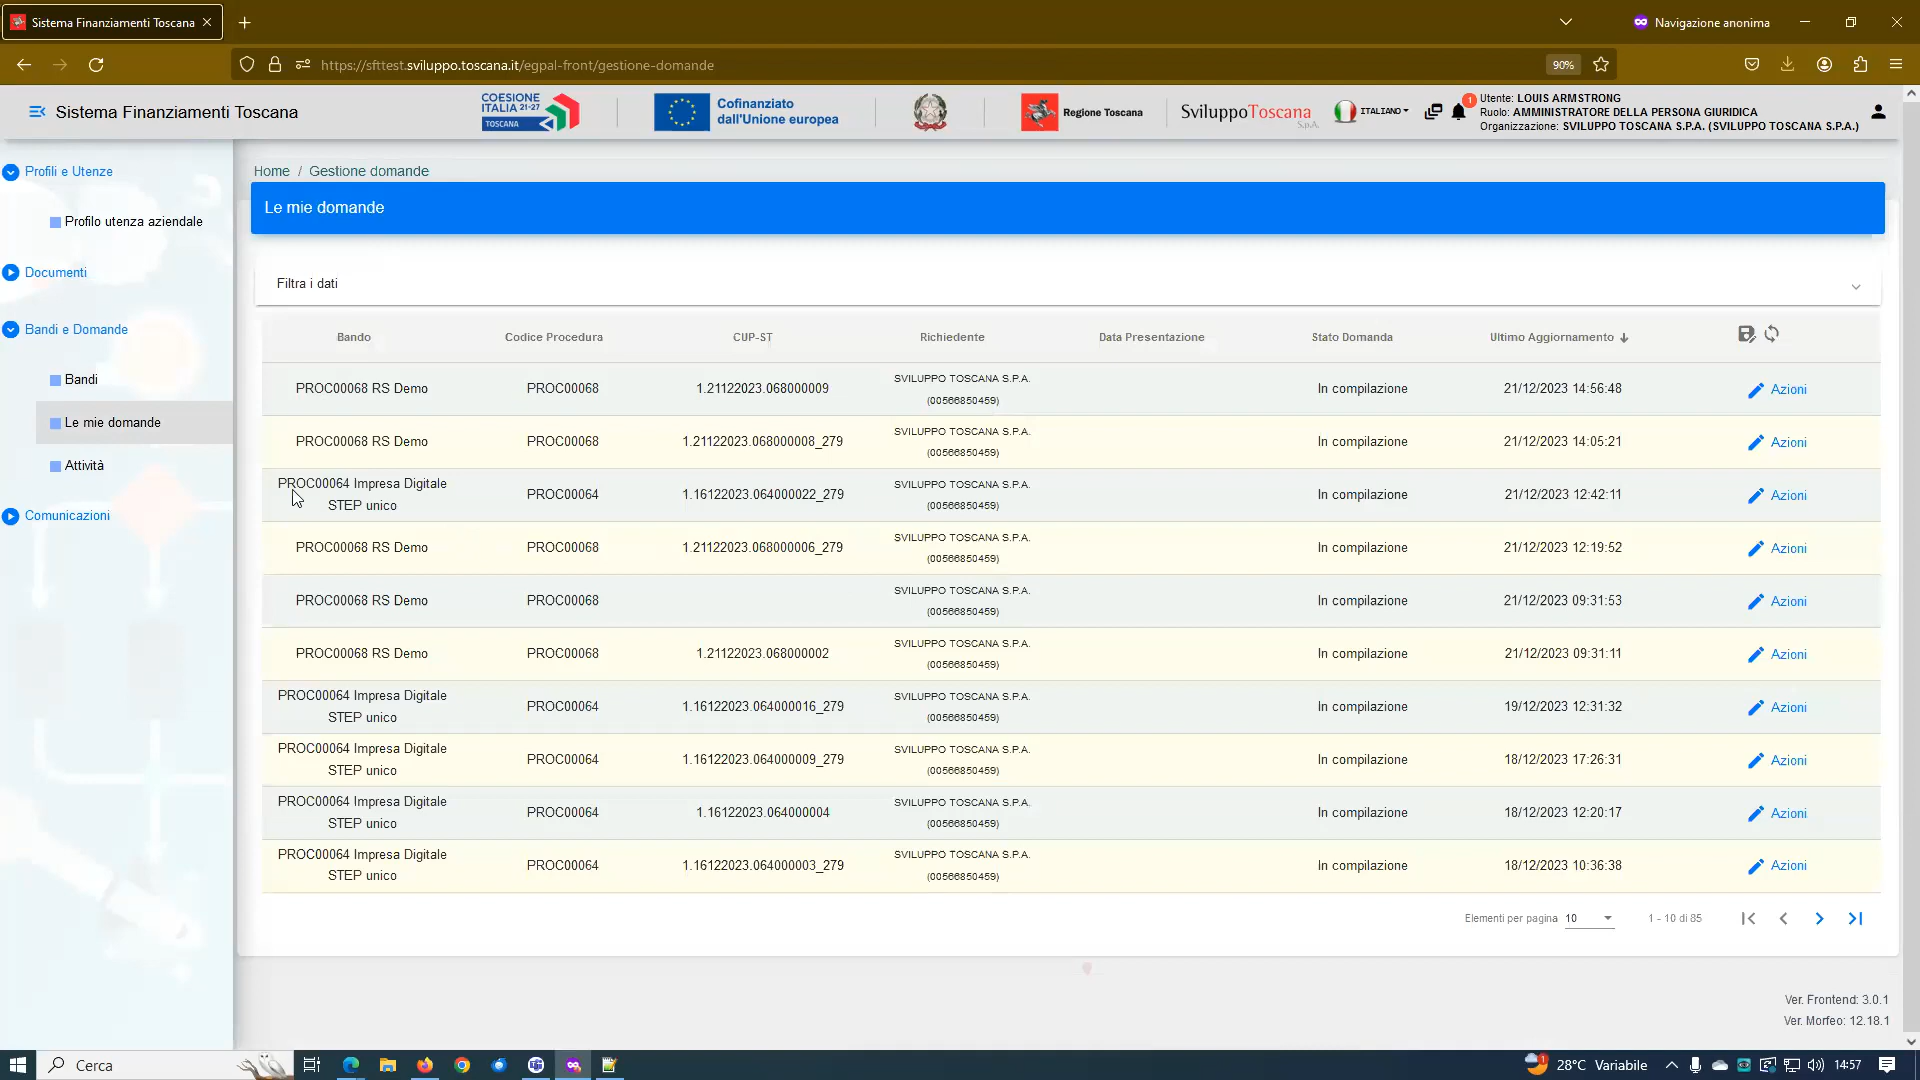 Sistema Finanziamenti Toscana
Navigazione anonima
https://sfttest.sviluppo.toscana.it/egpal-front/gestione-domande
90%
Sistema Finanziamenti Toscana
COESIONE
ITALIA 21-27
TOSCANA
Cofinanziato
dall'Unione europea
Regione Toscana
SviluppoToscana
S.p.A.
ITALIANO
1
Utente: LOUIS ARMSTRONG
Ruolo: AMMINISTRATORE DELLA PERSONA GIURIDICA
Organizzazione: SVILUPPO TOSCANA S.P.A. (SVILUPPO TOSCANA S.P.A.)
Profili e Utenze
Profilo utenza aziendale
Documenti
Bandi e Domande
Bandi
Le mie domande
Attività
Comunicazioni
Home / Gestione domande
Le mie domande
Filtra i dati
Bando Codice Procedura CUP-ST Richiedente Data Presentazione Stato Domanda Ultimo Aggiornamento
PROC00068 RS Demo PROC00068 1.21122023.068000009 SVILUPPO TOSCANA S.P.A. (00566850459) In compilazione 21/12/2023 14:56:48 Azioni
PROC00068 RS Demo PROC00068 1.21122023.068000008_279 SVILUPPO TOSCANA S.P.A. (00566850459) In compilazione 21/12/2023 14:05:21 Azioni
PROC00064 Impresa Digitale STEP unico PROC00064 1.16122023.064000022_279 SVILUPPO TOSCANA S.P.A. (00566850459) In compilazione 21/12/2023 12:42:11 Azioni
PROC00068 RS Demo PROC00068 1.21122023.068000006_279 SVILUPPO TOSCANA S.P.A. (00566850459) In compilazione 21/12/2023 12:19:52 Azioni
PROC00068 RS Demo PROC00068 SVILUPPO TOSCANA S.P.A. (00566850459) In compilazione 21/12/2023 09:31:53 Azioni
PROC00068 RS Demo PROC00068 1.21122023.068000002 SVILUPPO TOSCANA S.P.A. (00566850459) In compilazione 21/12/2023 09:31:11 Azioni
PROC00064 Impresa Digitale STEP unico PROC00064 1.16122023.064000016_279 SVILUPPO TOSCANA S.P.A. (00566850459) In compilazione 19/12/2023 12:31:32 Azioni
PROC00064 Impresa Digitale STEP unico PROC00064 1.16122023.064000009_279 SVILUPPO TOSCANA S.P.A. (00566850459) In compilazione 18/12/2023 17:26:31 Azioni
PROC00064 Impresa Digitale STEP unico PROC00064 1.16122023.064000004 SVILUPPO TOSCANA S.P.A. (00566850459) In compilazione 18/12/2023 12:20:17 Azioni
PROC00064 Impresa Digitale STEP unico PROC00064 1.16122023.064000003_279 SVILUPPO TOSCANA S.P.A. (00566850459) In compilazione 18/12/2023 10:36:38 Azioni
Elementi per pagina 10 1 - 10 di 85
Ver. Frontend: 3.0.1
Ver. Morfeo: 12.18.1
Cerca
1
28°C Variabile
14:57